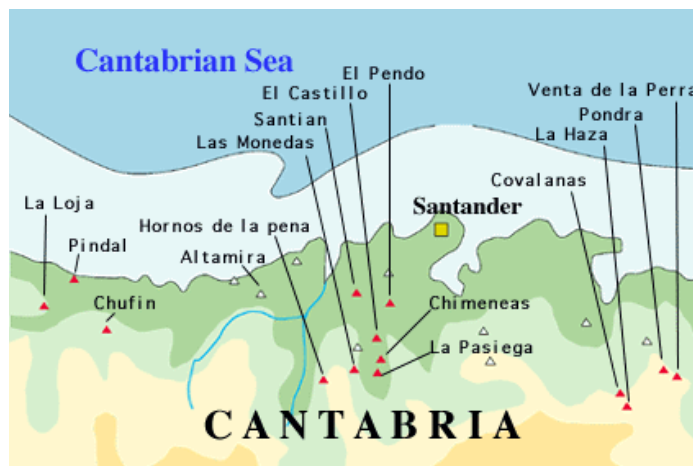 Cantabrian Sea
El Pendo
El Castillo
Venta de la Perra
Santian
Pondra
Las Monedas
La Haza
Covalanas
La Loja
Santander
Hornos de la pena
Pindal
Altamira
Chufin
Chimeneas
La Pasiega
CANTABRIA